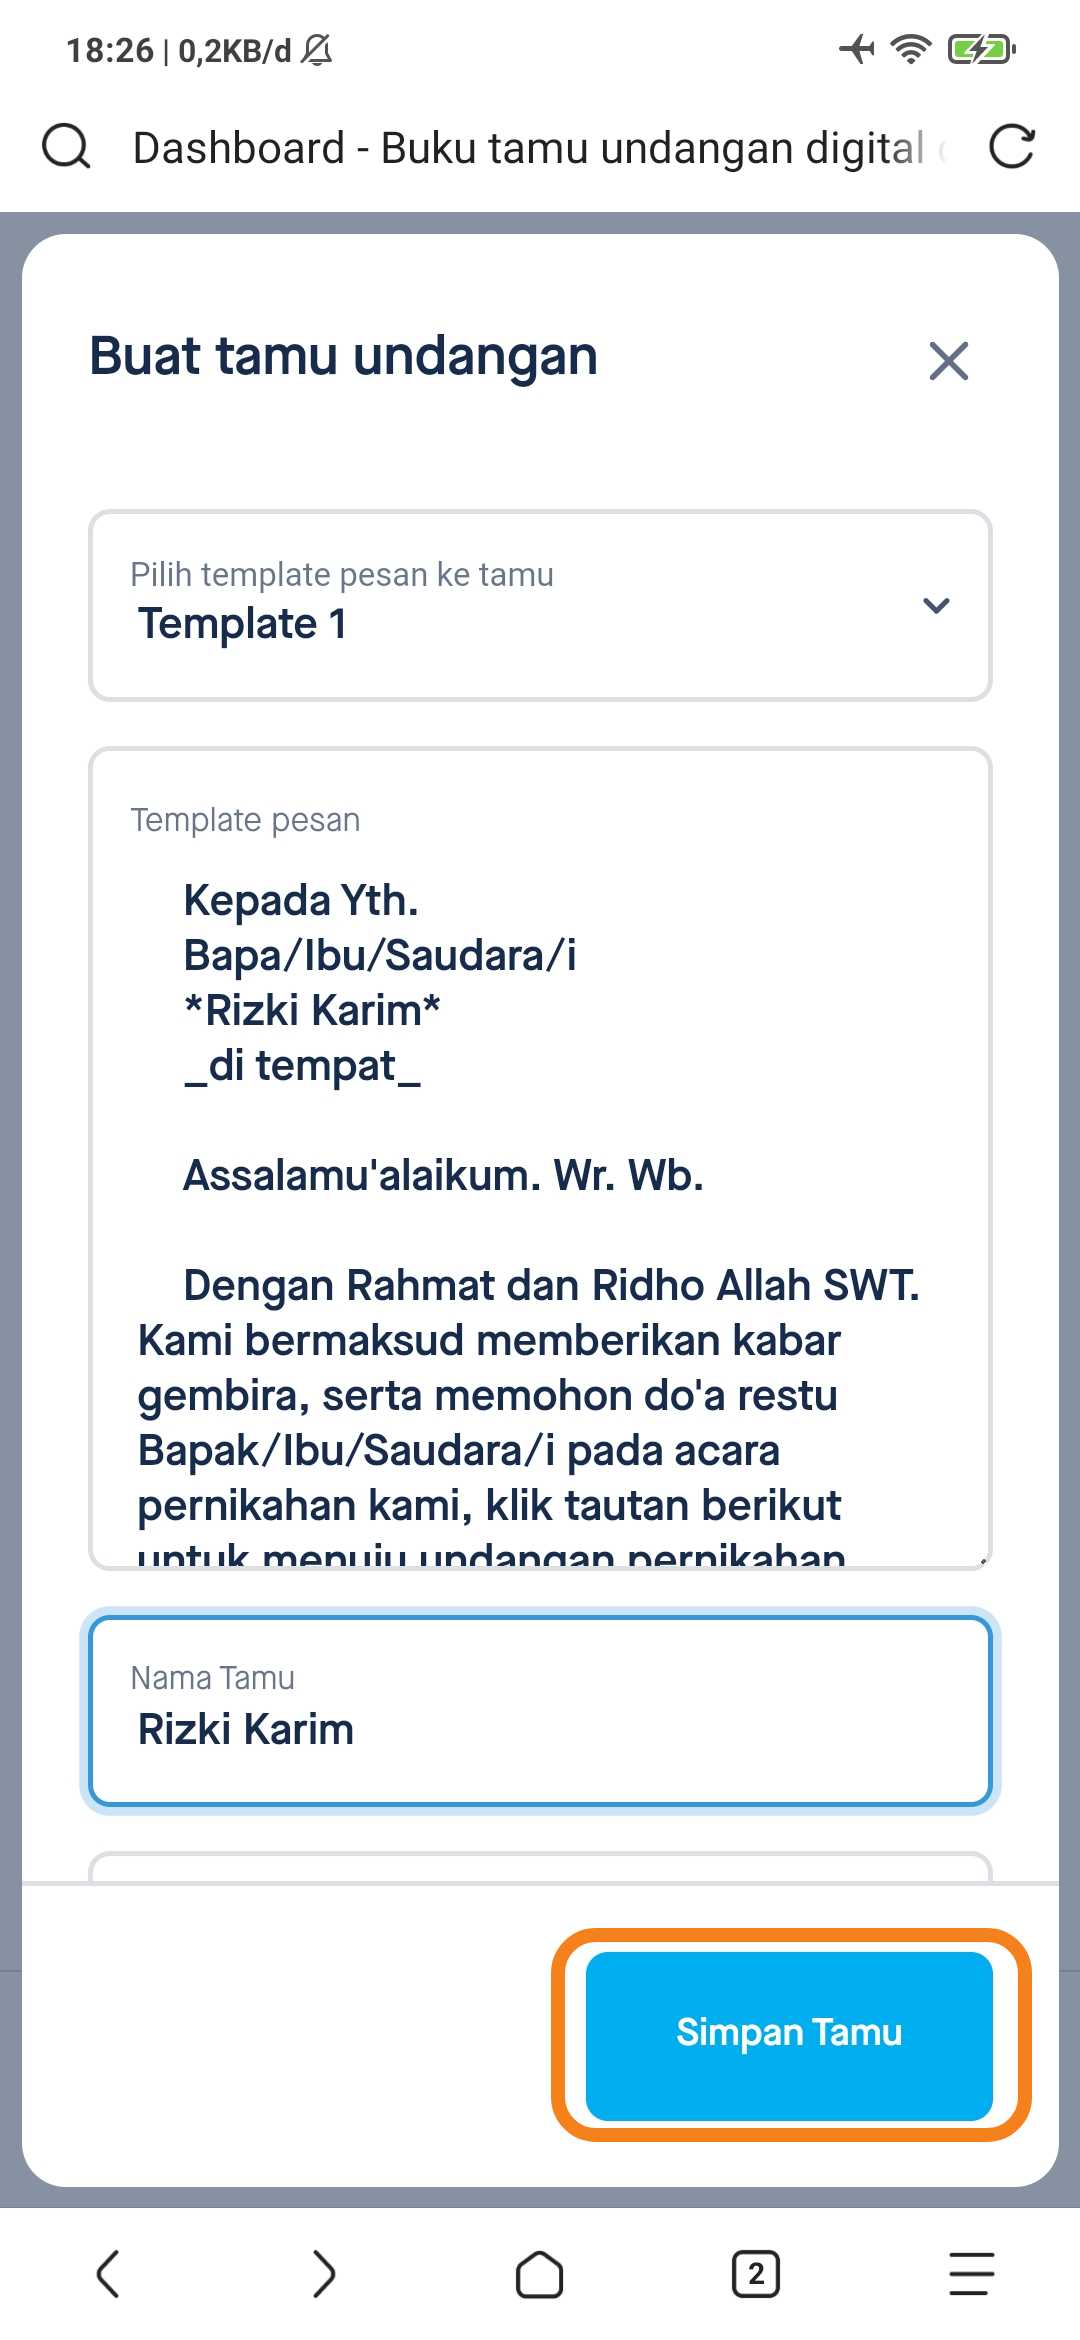 18:26 | 0,2KB/d
Dashboard - Buku tamu undangan digital
Buat tamu undangan
Pilih template pesan ke tamu
Template 1
Template pesan
Kepada Yth.
Bapa/Ibu/Saudara/i
*Rizki Karim*
_di tempat_
Assalamu'alaikum. Wr. Wb.
Dengan Rahmat dan Ridho Allah SWT.
Kami bermaksud memberikan kabar
gembira, serta memohon do'a restu
Bapak/Ibu/Saudara/i pada acara
pernikahan kami, klik tautan berikut
untuk menuju undangan pernikahan
Nama Tamu
Rizki Karim
Simpan Tamu
2